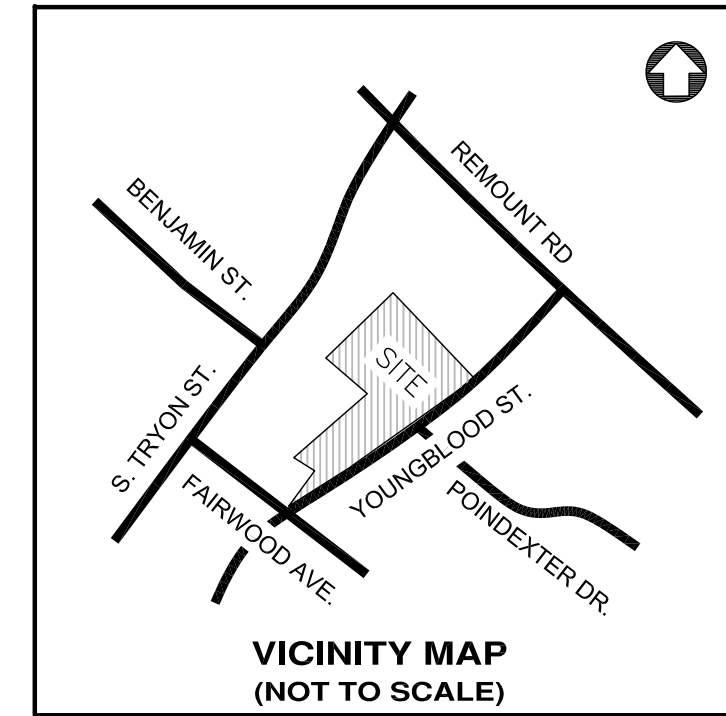 REMOUNT RD
BENJAMIN ST.
SITE
S. TRYON ST.
YOUNGBLOOD ST.
FAIRWOOD AVE.
POINDEXTER DR.
VICINITY MAP
(NOT TO SCALE)